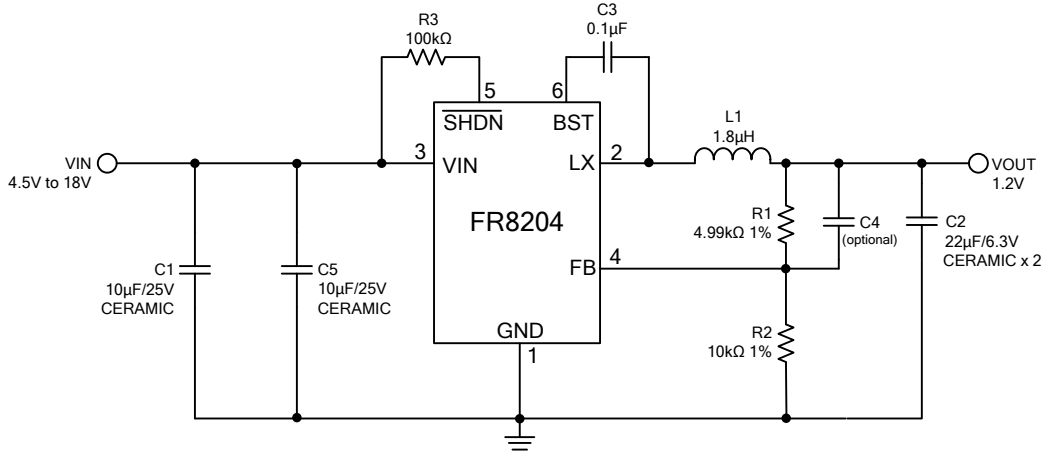 R3
100kΩ
C3
0.1µF
5
6
SHDN
BST
L1
1.8µH
VIN
4.5V to 18V
3
VIN
LX
2
VOUT
1.2V
FR8204
R1
4.99kΩ 1%
C4
(optional)
C2
22µF/6.3V
CERAMIC x 2
C1
10µF/25V
CERAMIC
C5
10µF/25V
CERAMIC
FB
4
GND
1
R2
10kΩ 1%